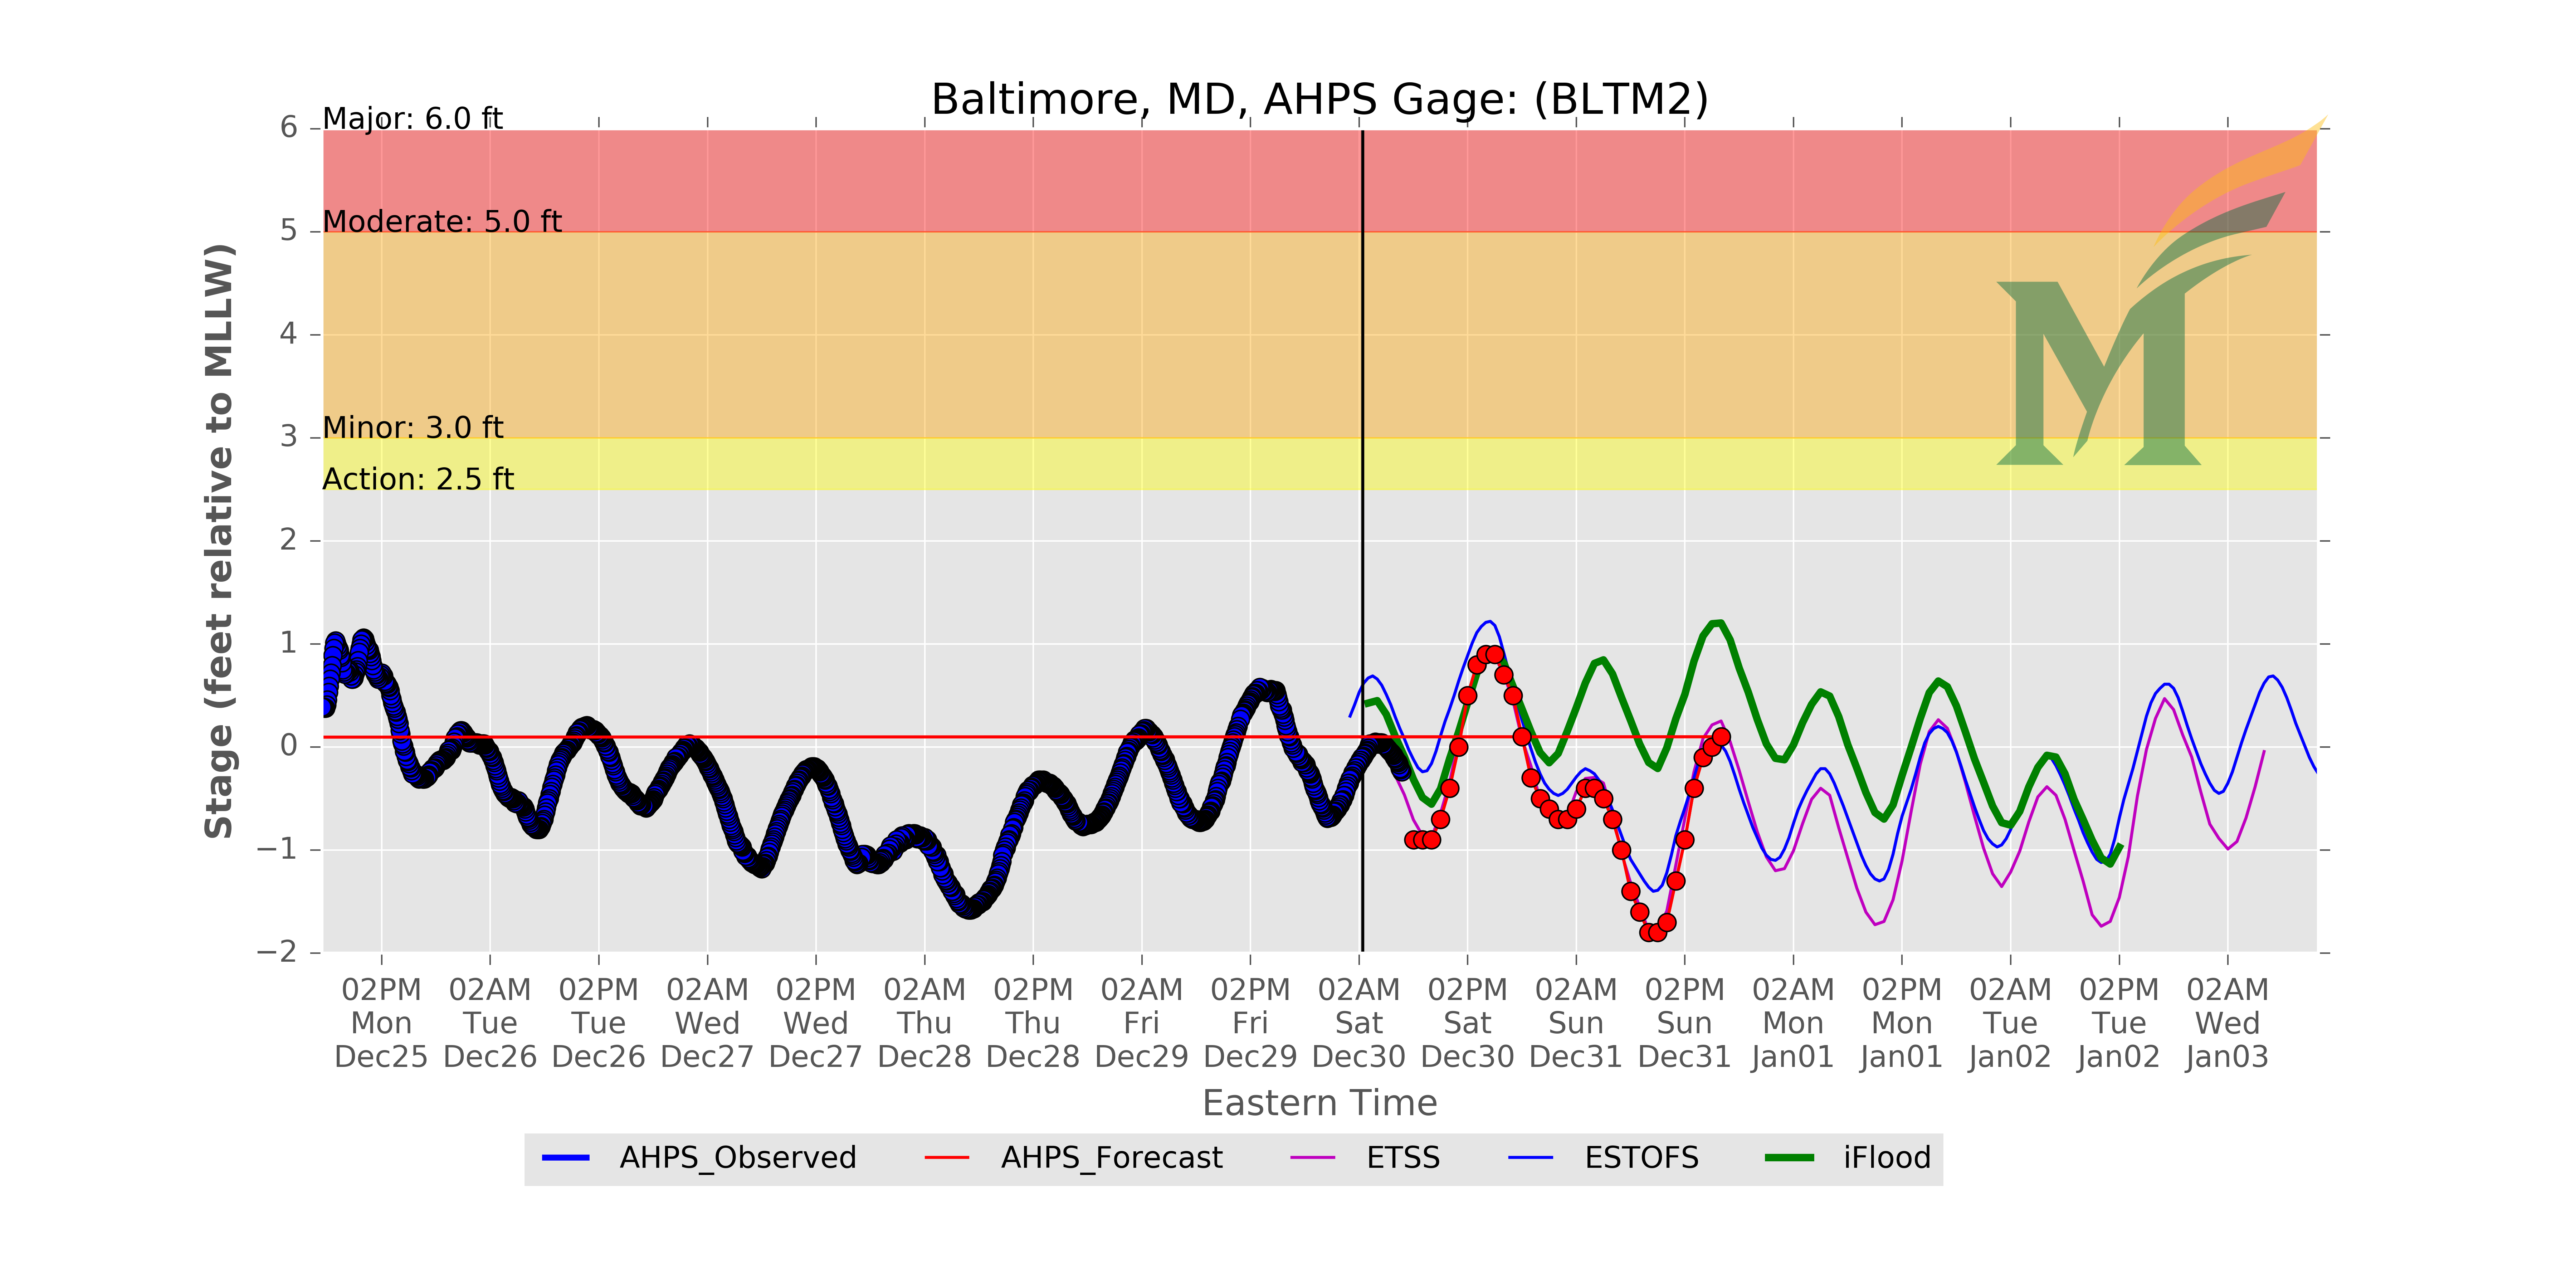 Baltimore, MD, AHPS Gage: (BLTM2)
Major: 6.0 ft
Moderate: 5.0 ft
Minor: 3.0 ft
Action: 2.5 ft
Stage (feet relative to MLLW)
6
5
4
3
2
1
0
−1
−2
02PM 02AM 02PM 02AM 02PM 02AM 02PM 02AM 02PM 02AM 02PM 02AM 02PM 02AM 02PM 02AM 02PM 02AM
Mon Tue Tue Wed Wed Thu Thu Fri Fri Sat Sat Sun Sun Mon Mon Tue Tue Wed
Dec25 Dec26 Dec26 Dec27 Dec27 Dec28 Dec28 Dec29 Dec29 Dec30 Dec30 Dec31 Dec31 Jan01 Jan01 Jan02 Jan02 Jan03
Eastern Time
AHPS_Observed AHPS_Forecast ETSS ESTOFS iFlood
M